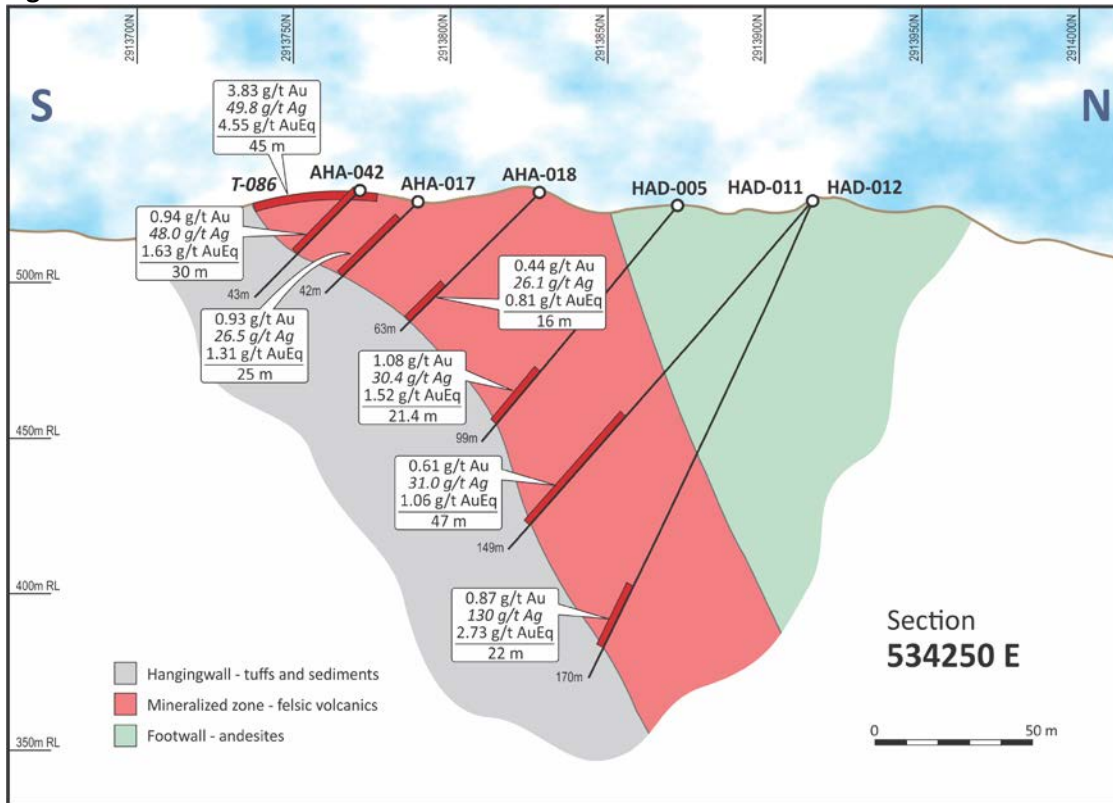 2913700N
2913750N
2913800N
2913850N
2913900N
2913950N
2914000N
S
N
3.83 g/t Au
49.8 g/t Ag
4.55 g/t AuEq
45 m
T-086
AHA-042
AHA-017
AHA-018
HAD-005
HAD-011
HAD-012
0.94 g/t Au
48.0 g/t Ag
1.63 g/t AuEq
30 m
500m RL
43m
42m
63m
0.44 g/t Au
26.1 g/t Ag
0.81 g/t AuEq
16 m
0.93 g/t Au
26.5 g/t Ag
1.31 g/t AuEq
25 m
1.08 g/t Au
30.4 g/t Ag
1.52 g/t AuEq
21.4 m
450m RL
99m
0.61 g/t Au
31.0 g/t Ag
1.06 g/t AuEq
47 m
149m
400m RL
0.87 g/t Au
130 g/t Ag
2.73 g/t AuEq
22 m
170m
Section
534250 E
Hangingwall - tuffs and sediments
Mineralized zone - felsic volcanics
Footwall - andesites
350m RL
0
50 m